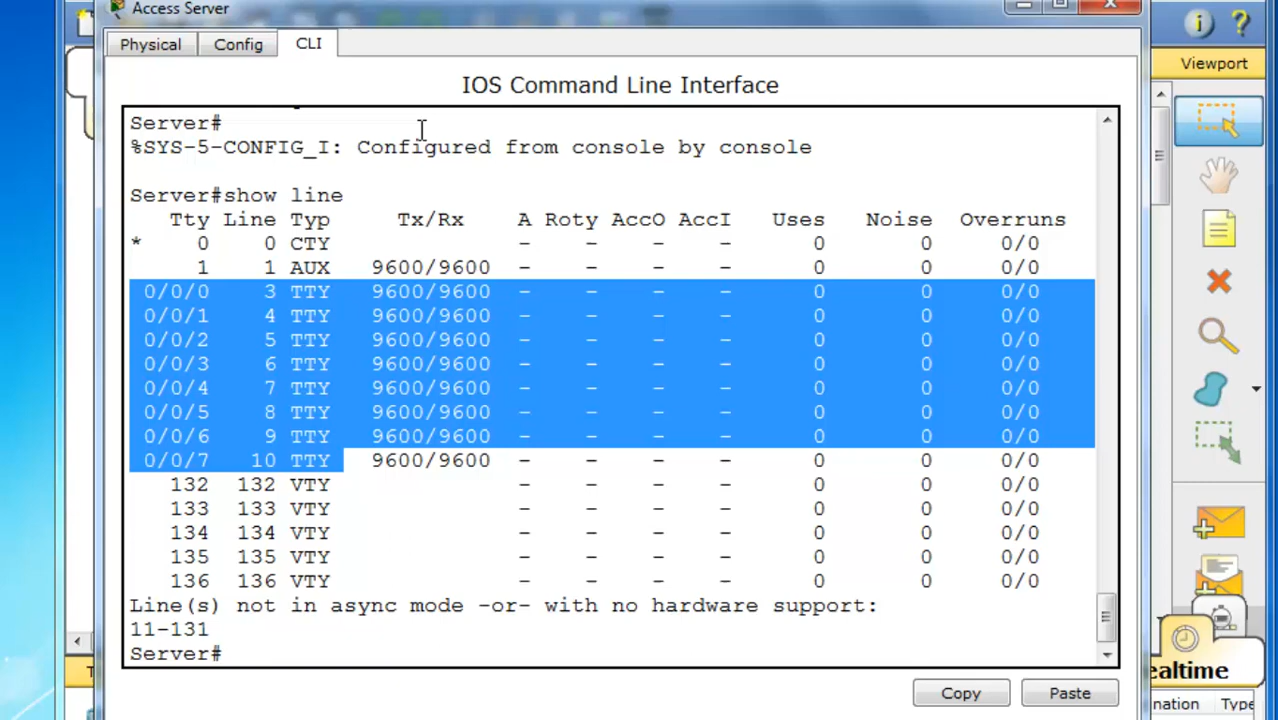 Access Server
Physical Config CLI
Viewport
IOS Command Line Interface
Server#
%SYS-5-CONFIG_I: Configured from console by console
Server#show line
Tty Line Typ Tx/Rx A Roty AccO AccI Uses Noise Overruns
* 0 0 CTY - - - - 0 0 0/0
1 1 AUX 9600/9600 - - - - 0 0 0/0
0/0/0 3 TTY 9600/9600 - - - - 0 0 0/0
0/0/1 4 TTY 9600/9600 - - - - 0 0 0/0
0/0/2 5 TTY 9600/9600 - - - - 0 0 0/0
0/0/3 6 TTY 9600/9600 - - - - 0 0 0/0
0/0/4 7 TTY 9600/9600 - - - - 0 0 0/0
0/0/5 8 TTY 9600/9600 - - - - 0 0 0/0
0/0/6 9 TTY 9600/9600 - - - - 0 0 0/0
0/0/7 10 TTY 9600/9600 - - - - 0 0 0/0
132 132 VTY - - - - 0 0 0/0
133 133 VTY - - - - 0 0 0/0
134 134 VTY - - - - 0 0 0/0
135 135 VTY - - - - 0 0 0/0
136 136 VTY - - - - 0 0 0/0
Line(s) not in async mode -or- with no hardware support:
11-131
Server#
Copy Paste
ealtime
nation Type